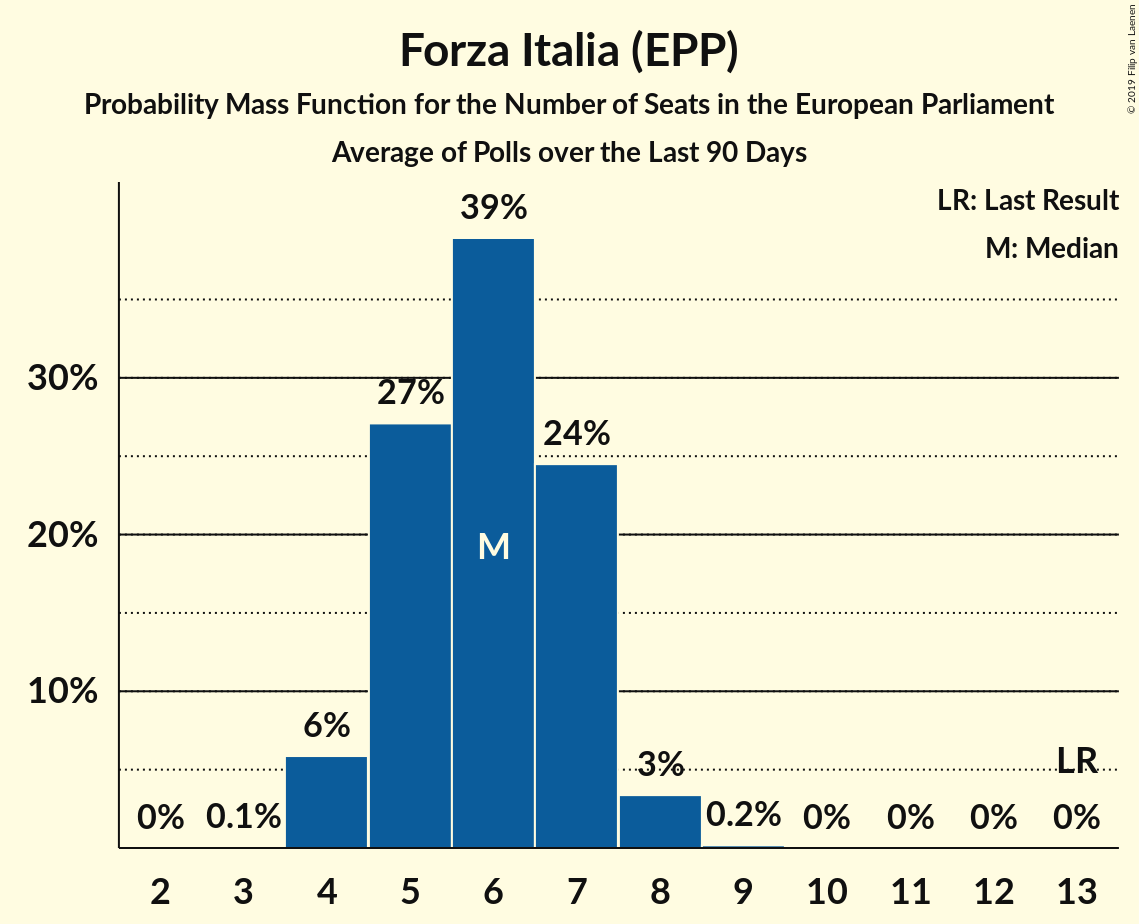 Forza Italia (EPP)
Probability Mass Function for the Number of Seats in the European Parliament
Average of Polls over the Last 90 Days
© 2019 Filip van Laenen
LR: Last Result
M: Median
39%
30%
27%
24%
20%
M
10%
6%
3%
LR
0% 0.1% 0.2% 0% 0% 0% 0%
2 3 4 5 6 7 8 9 10 11 12 13